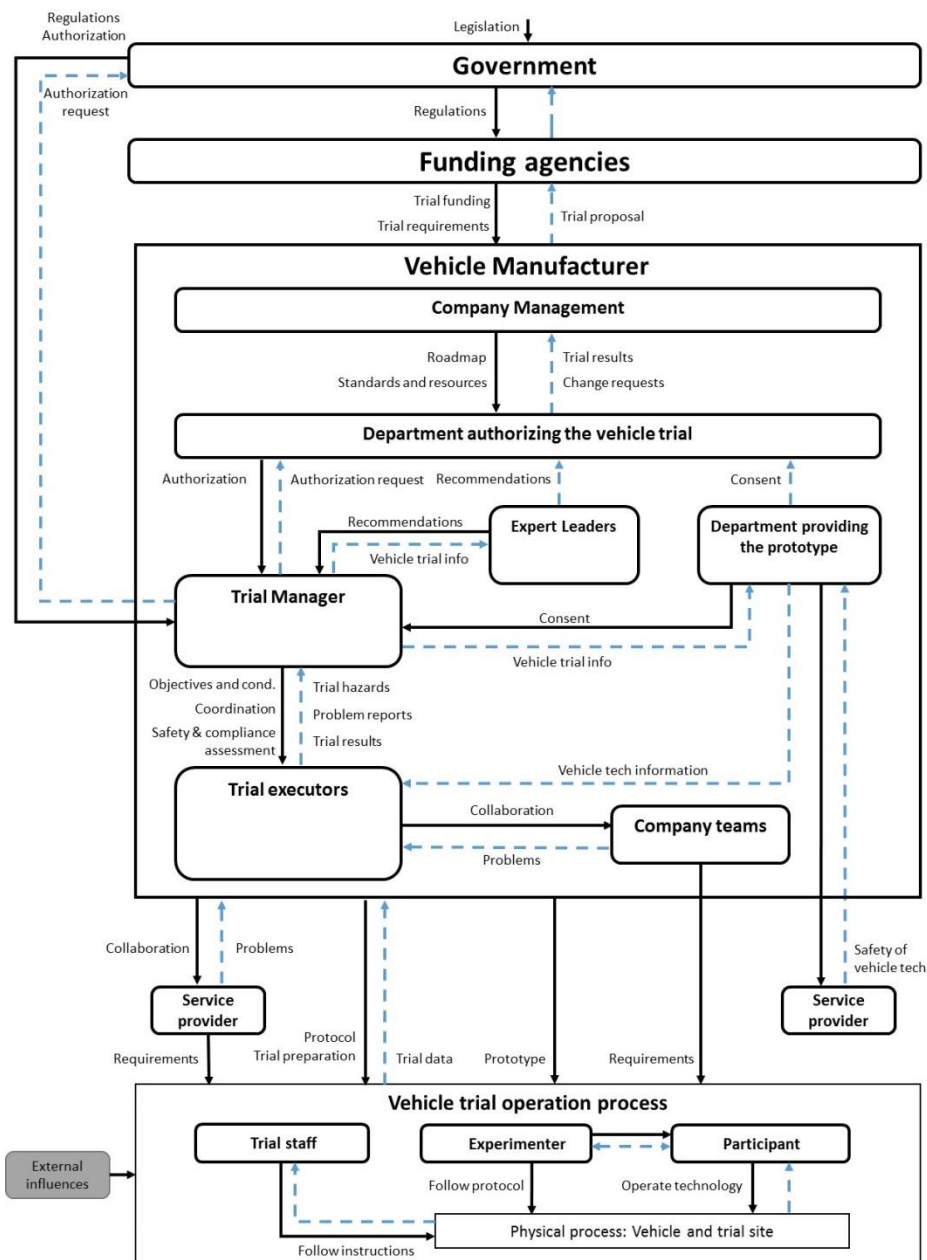 Regulations
Authorization
Legislation
Government
Authorization
request
Regulations
Funding agencies
Trial funding
Trial requirements
Trial proposal
Vehicle Manufacturer
Company Management
Roadmap
Standards and resources
Trial results
Change requests
Department authorizing the vehicle trial
Authorization
Authorization request
Recommendations
Consent
Recommendations
Vehicle trial info
Expert Leaders
Department providing
the prototype
Trial Manager
Consent
Vehicle trial info
Objectives and cond.
Coordination
Safety & compliance
assessment
Trial hazards
Problem reports
Trial results
Trial executors
Vehicle tech information
Collaboration
Problems
Company teams
Collaboration
Problems
Safety of
vehicle tech
Service
provider
Service
provider
Requirements
Protocol
Trial preparation
Trial data
Prototype
Requirements
Vehicle trial operation process
Trial staff
Experimenter
Participant
External
influences
Follow protocol
Operate technology
Physical process: Vehicle and trial site
Follow instructions